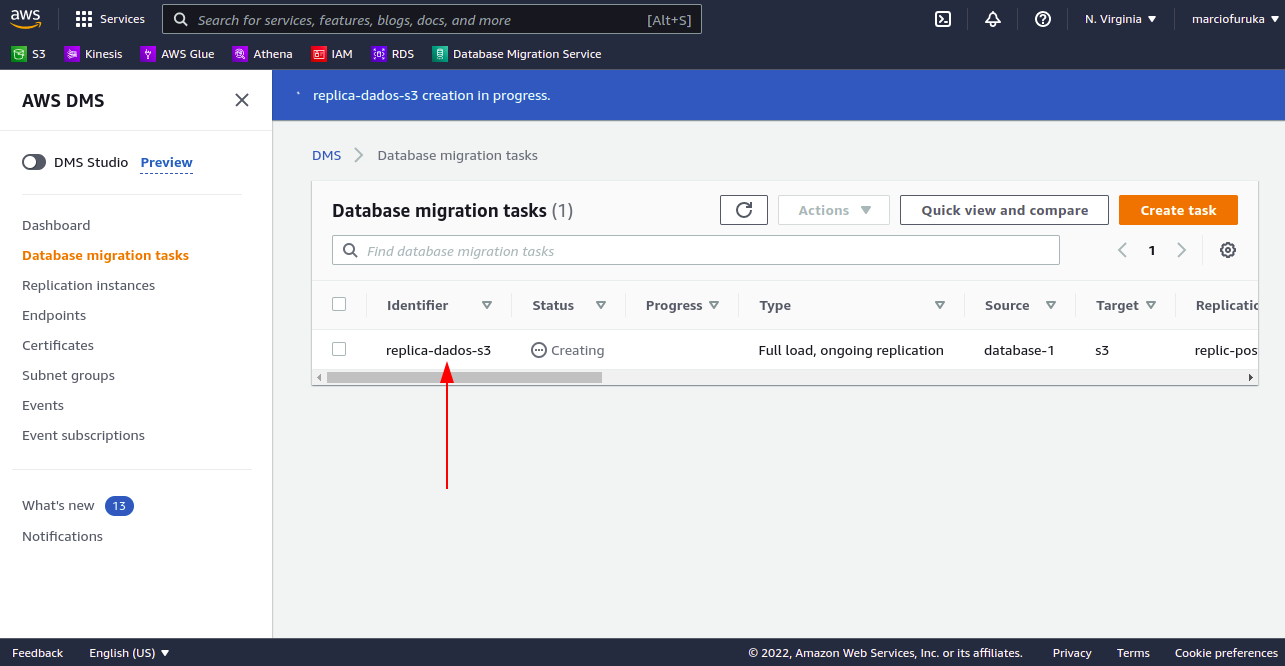 aws
Services
Search for services, features, blogs, docs, and more [Alt+S]
N. Virginia
marciofuruka
S3
Kinesis
AWS Glue
Athena
IAM
RDS
Database Migration Service
AWS DMS
DMS Studio Preview
Dashboard
Database migration tasks
Replication instances
Endpoints
Certificates
Subnet groups
Events
Event subscriptions
What's new 13
Notifications
replica-dados-s3 creation in progress.
DMS
Database migration tasks
Database migration tasks (1)
Actions
Quick view and compare
Create task
Find database migration tasks
1
Identifier Status Progress Type Source Target Replicatio
replica-dados-s3 Creating Full load, ongoing replication database-1 s3 replic-pos
Feedback
English (US)
© 2022, Amazon Web Services, Inc. or its affiliates.
Privacy
Terms
Cookie preferences